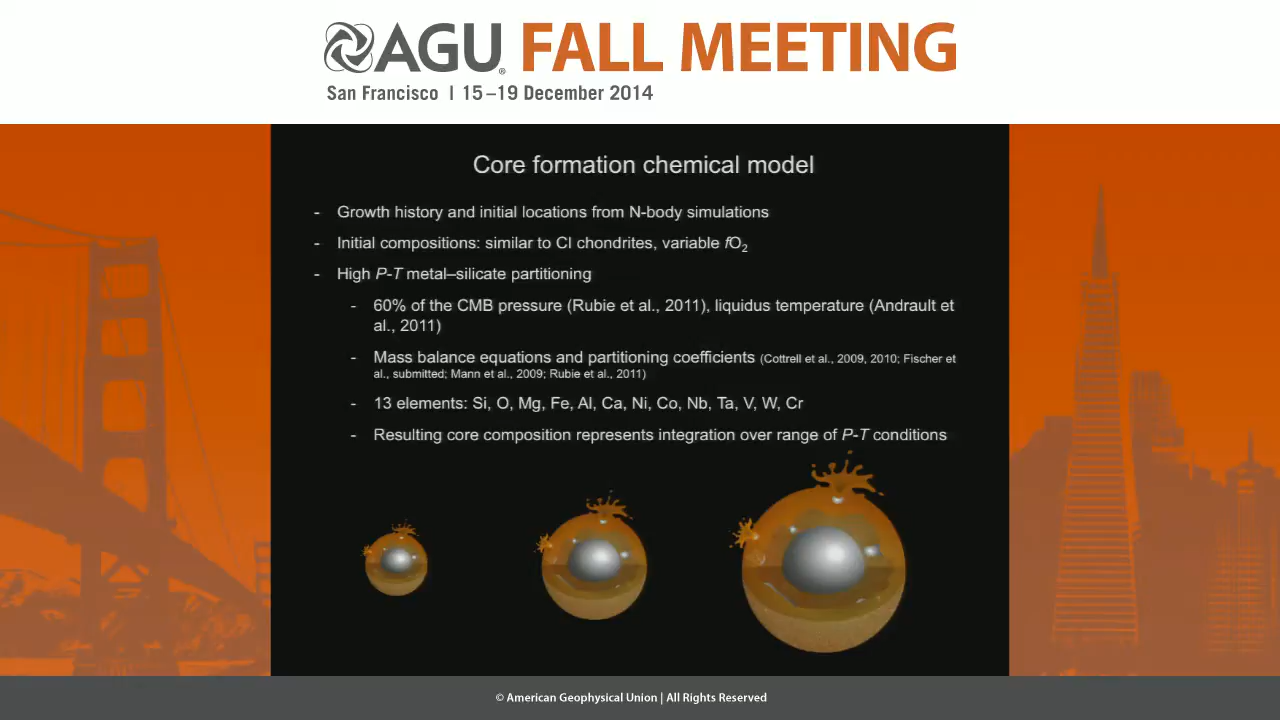 AGU® FALL MEETING
San Francisco | 15–19 December 2014
Core formation chemical model
- Growth history and initial locations from N-body simulations
- Initial compositions: similar to CI chondrites, variable fO₂
- High P-T metal–silicate partitioning
- 60% of the CMB pressure (Rubie et al., 2011), liquidus temperature (Andrault et
al., 2011)
- Mass balance equations and partitioning coefficients (Cottrell et al., 2009, 2010; Fischer et
al., submitted; Mann et al., 2009; Rubie et al., 2011)
- 13 elements: Si, O, Mg, Fe, Al, Ca, Ni, Co, Nb, Ta, V, W, Cr
- Resulting core composition represents integration over range of P-T conditions
© American Geophysical Union | All Rights Reserved